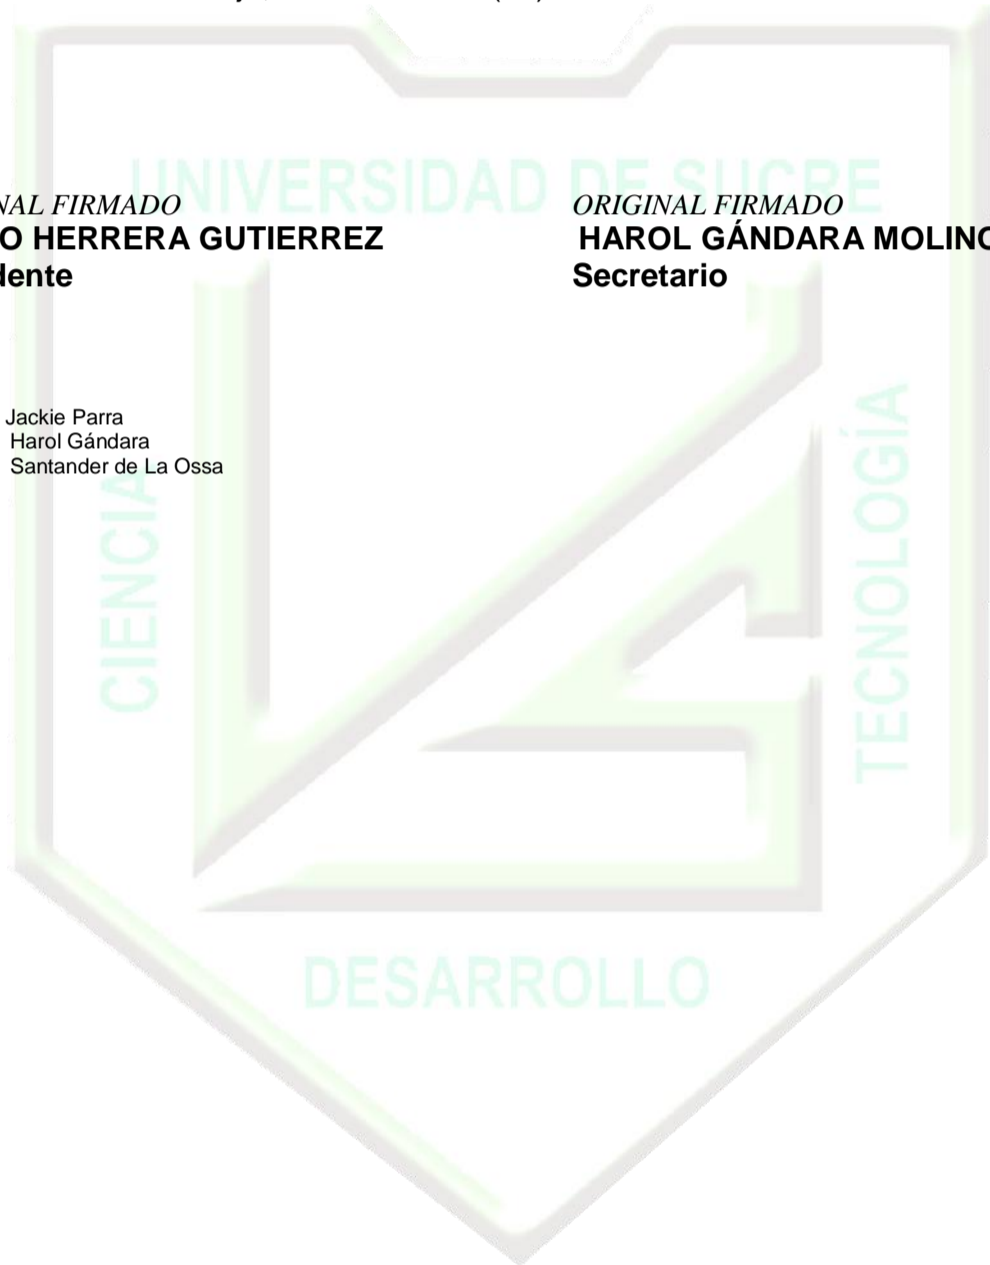 UNIVERSIDAD DE SUCRE
NAL FIRMADO ORIGINAL FIRMADO
O HERRERA GUTIERREZ HAROL GÁNDARA MOLINO
dente Secretario
Jackie Parra
Harol Gándara
Santander de La Ossa
CIENCIA
TECNOLOGÍA
DESARROLLO